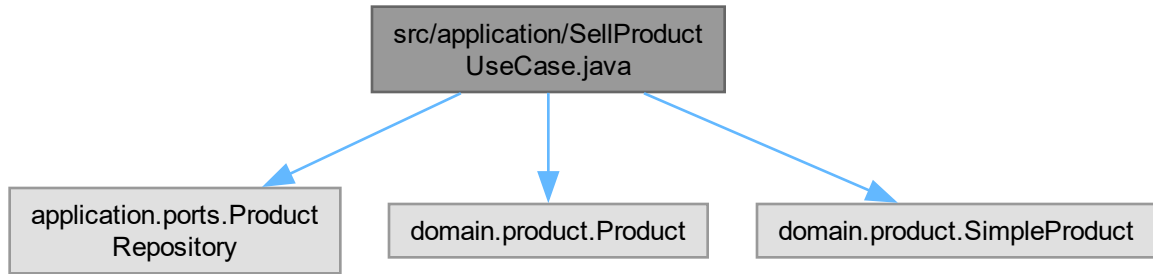 src/application/SellProduct
UseCase.java
application.ports.Product
Repository
domain.product.Product
domain.product.SimpleProduct